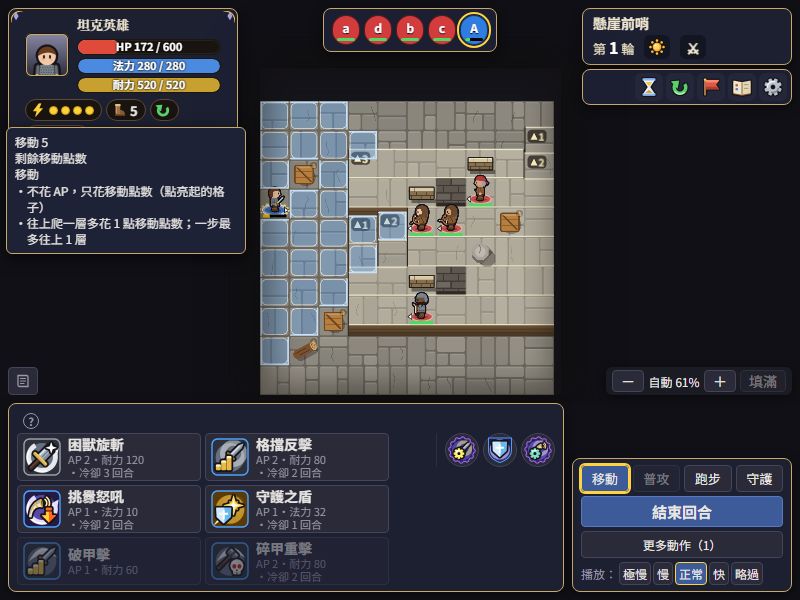 坦克英雄
HP 172 / 600
法力 280 / 280
耐力 520 / 520
5
移動 5
剩餘移動點數
移動
・不花 AP，只花移動點數（點亮起的格子）
・往上爬一層多花 1 點移動點數；一步最多往上 1 層
a d b c A
懸崖前哨
第 1 輪
▲1
▲2
▲3
▲1
▲2
− 自動 61% + 填滿
?
困獸旋斬
AP 2・耐力 120
・冷卻 3 回合
格擋反擊
AP 2・耐力 80
・冷卻 2 回合
挑釁怒吼
AP 1・法力 10
・冷卻 2 回合
守護之盾
AP 1・法力 32
・冷卻 1 回合
破甲擊
AP 1・耐力 60
碎甲重擊
AP 2・耐力 80
・冷卻 2 回合
移動 普攻 跑步 守護
結束回合
更多動作（1）
播放： 極慢 慢 正常 快 略過